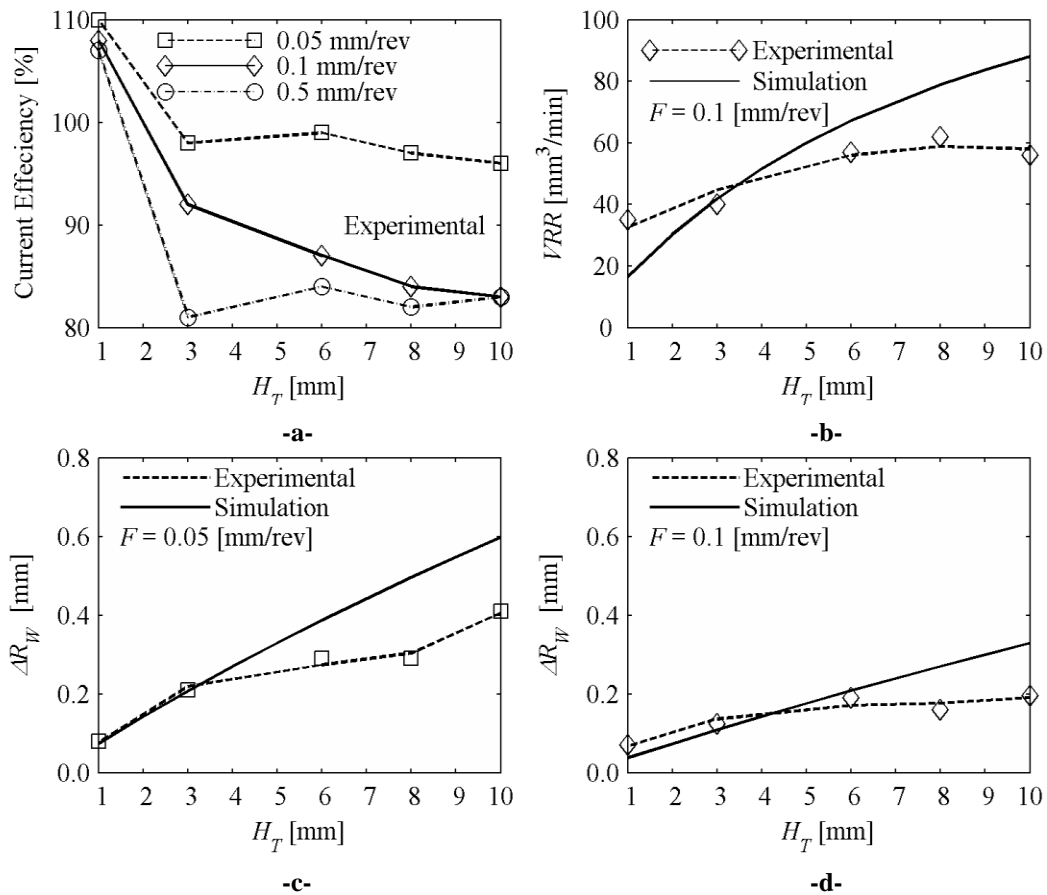 110
100
90
80
Current Effeciency [%]
0.05 mm/rev
0.1 mm/rev
0.5 mm/rev
Experimental
1 2 3 4 5 6 7 8 9 10
H_T [mm]
-a-
100
80
60
40
20
0
VRR [mm³/min]
Experimental
Simulation
F = 0.1 [mm/rev]
1 2 3 4 5 6 7 8 9 10
H_T [mm]
-b-
0.8
0.6
0.4
0.2
0.0
ΔR_W [mm]
Experimental
Simulation
F = 0.05 [mm/rev]
1 2 3 4 5 6 7 8 9 10
H_T [mm]
-c-
0.8
0.6
0.4
0.2
0.0
ΔR_W [mm]
Experimental
Simulation
F = 0.1 [mm/rev]
1 2 3 4 5 6 7 8 9 10
H_T [mm]
-d-